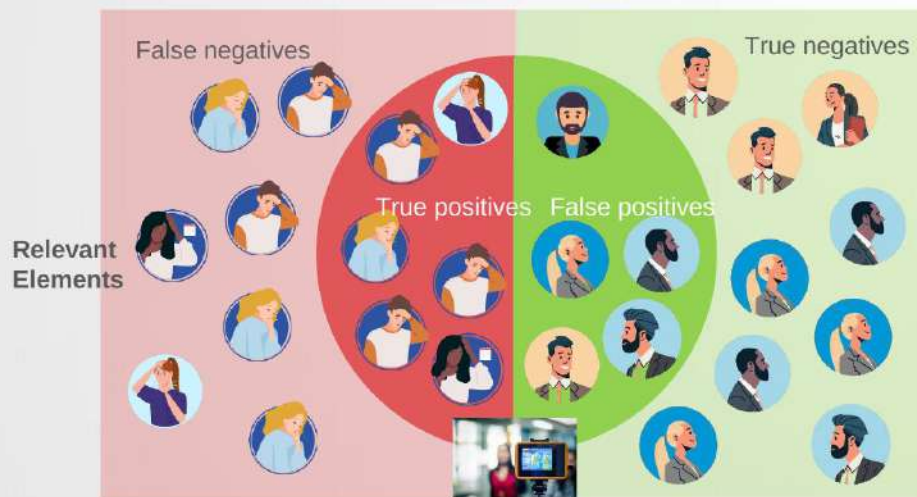 False negatives
True negatives
True positives
False positives
Relevant
Elements